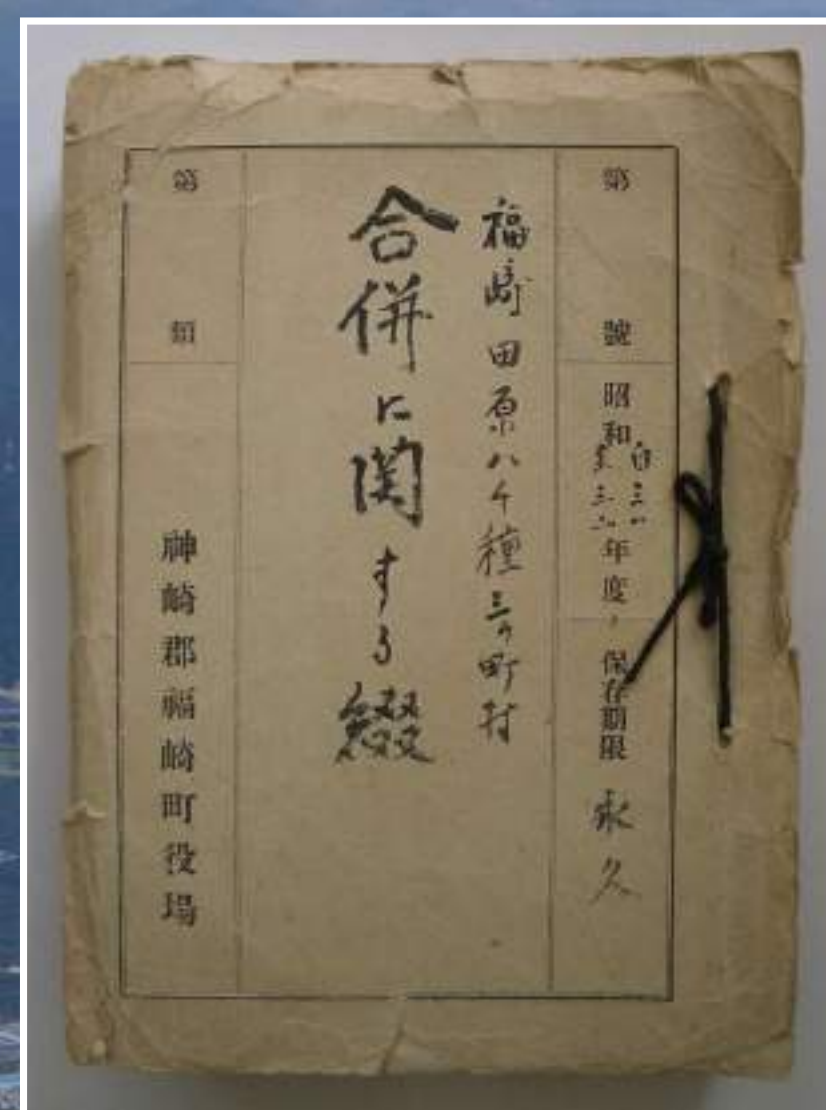 第 號
昭和 年度 保存期限 永久
福崎田原八千種三ヶ町村
合併に関する綴
第 類
神崎郡福崎町役場